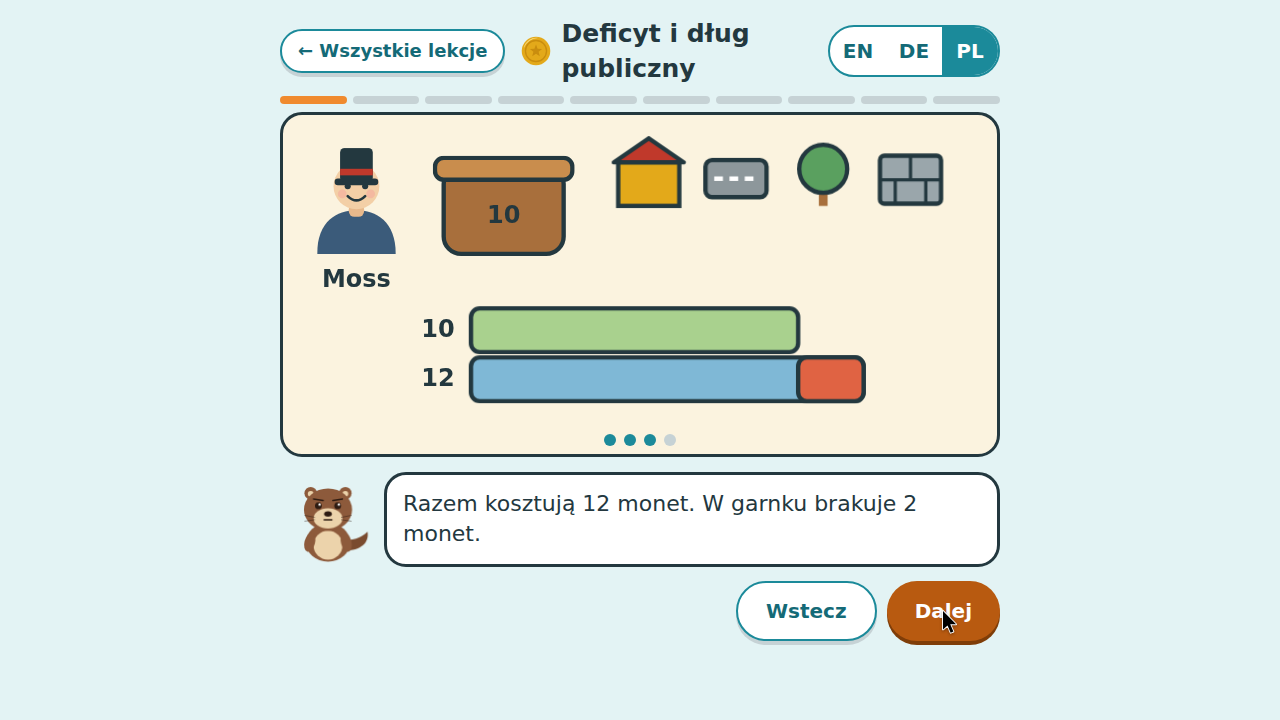 ← Wszystkie lekcje
Deficyt i dług
publiczny
EN DE PL
10
Moss
10
12
Razem kosztują 12 monet. W garnku brakuje 2
monet.
Wstecz
Dalej